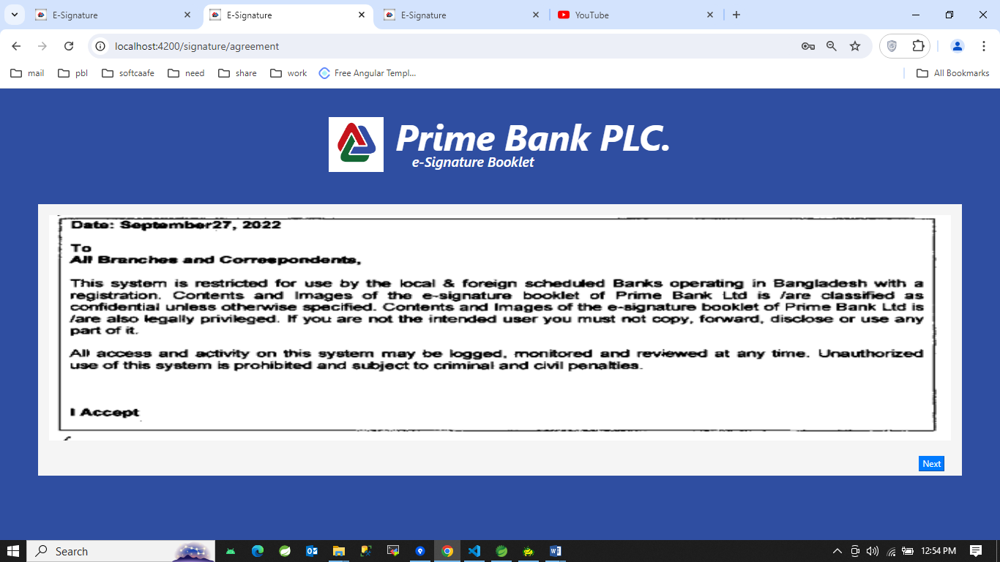 E-Signature
E-Signature
E-Signature
YouTube
localhost:4200/signature/agreement
mail
pbl
softcaafe
need
share
work
Free Angular Templ...
All Bookmarks
Prime Bank PLC.
e-Signature Booklet
Date: September27, 2022
To
All Branches and Correspondents,
This system is restricted for use by the local & foreign scheduled Banks operating in Bangladesh with a
registration. Contents and Images of the e-signature booklet of Prime Bank Ltd is /are classified as
confidential unless otherwise specified. Contents and Images of the e-signature booklet of Prime Bank Ltd is
/are also legally privileged. If you are not the intended user you must not copy, forward, disclose or use any
part of it.
All access and activity on this system may be logged, monitored and reviewed at any time. Unauthorized
use of this system is prohibited and subject to criminal and civil penalties.
I Accept
Next
Search
12:54 PM